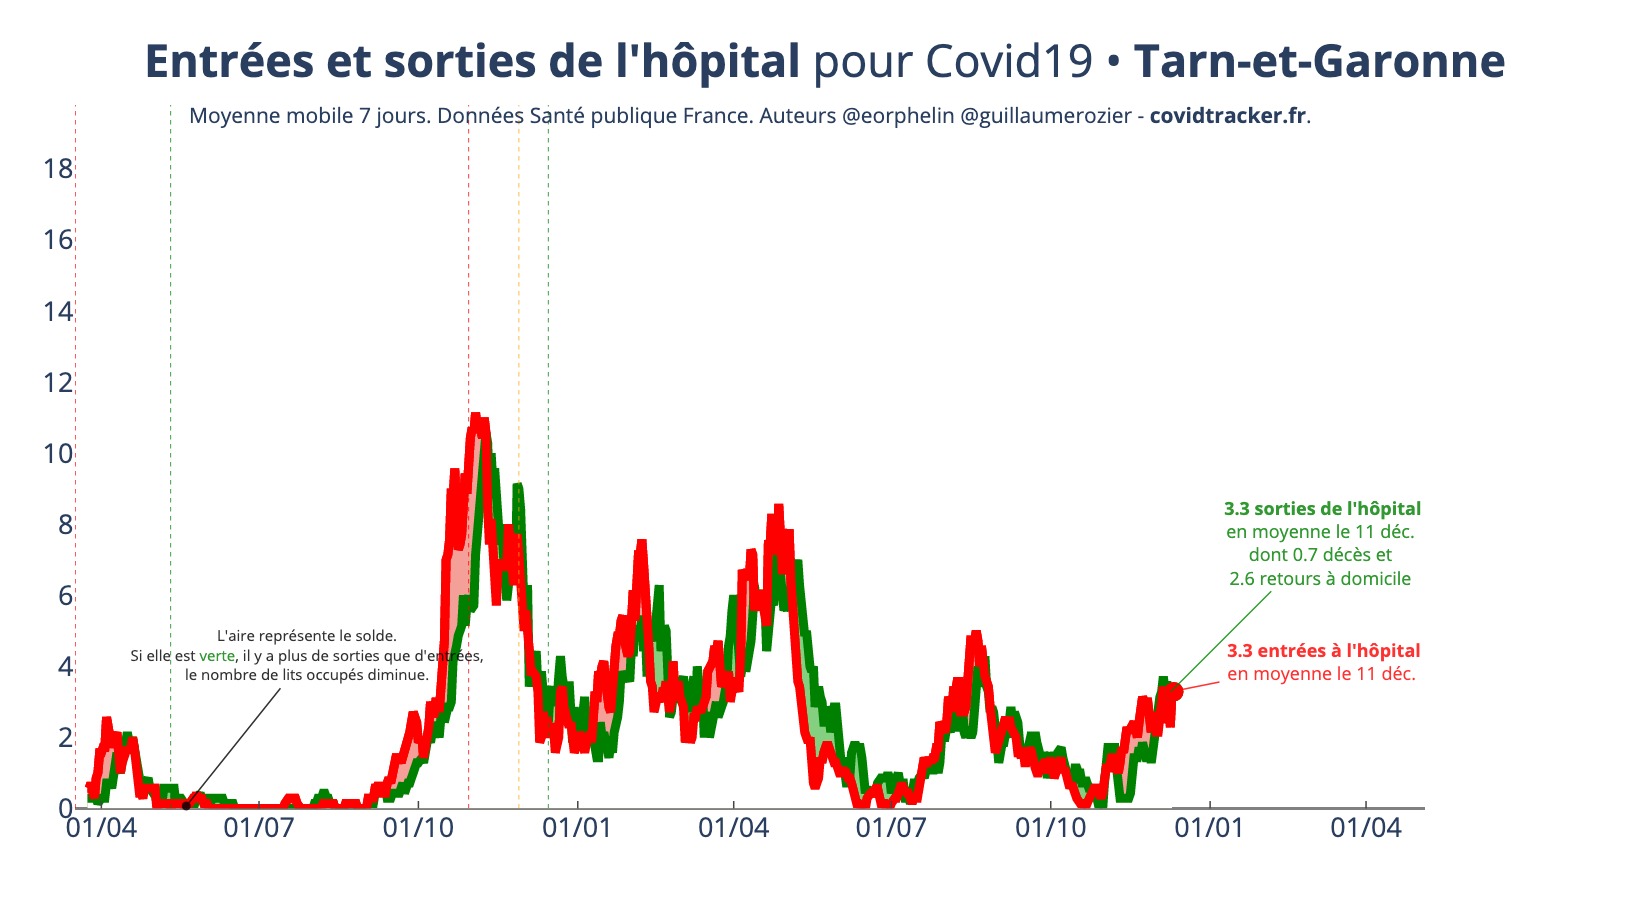 Entrées et sorties de l'hôpital pour Covid19 • Tarn-et-Garonne
Moyenne mobile 7 jours. Données Santé publique France. Auteurs @eorphelin @guillaumerozier - covidtracker.fr.
18
16
14
12
10
8
6
4
2
0
L'aire représente le solde.
Si elle est verte, il y a plus de sorties que d'entrées,
le nombre de lits occupés diminue.
3.3 sorties de l'hôpital
en moyenne le 11 déc.
dont 0.7 décès et
2.6 retours à domicile
3.3 entrées à l'hôpital
en moyenne le 11 déc.
01/04 01/07 01/10 01/01 01/04 01/07 01/10 01/01 01/04